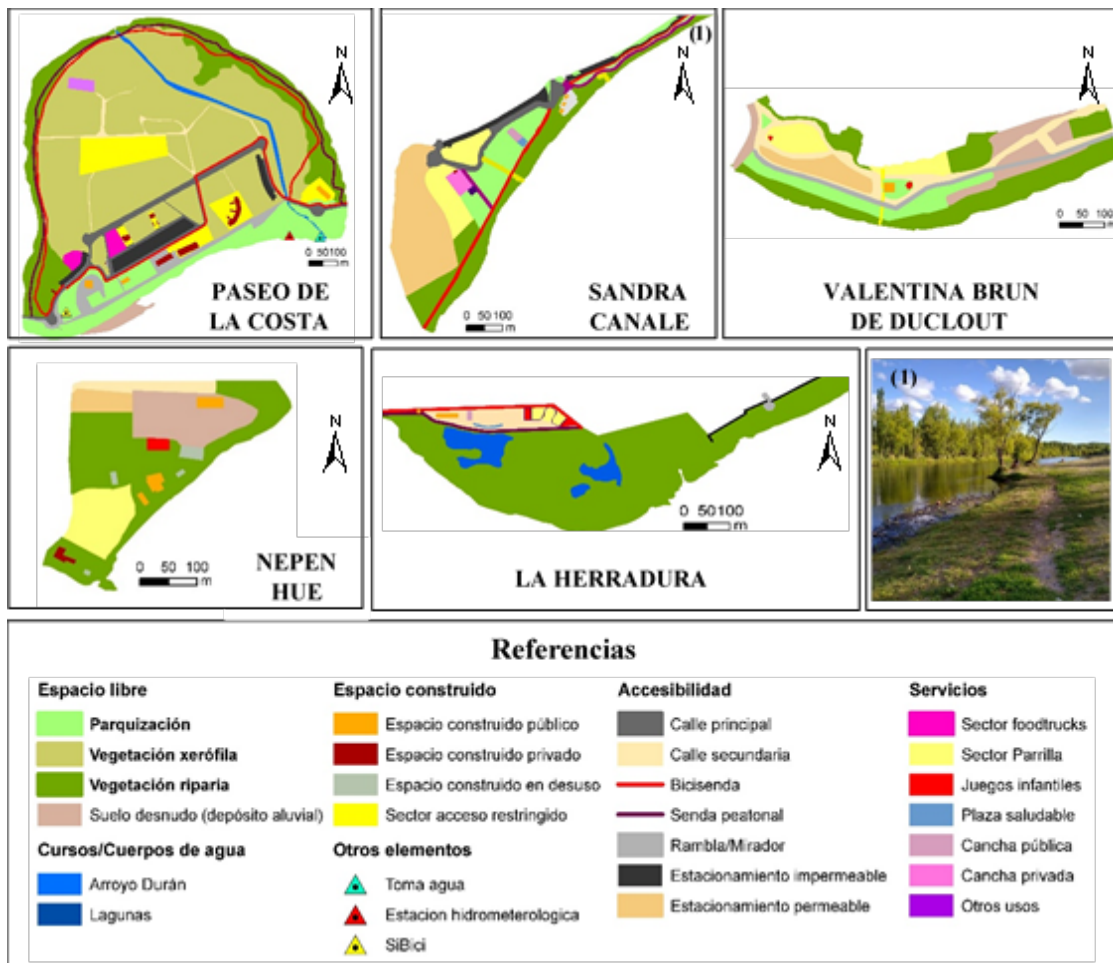 (1)
N
0 50100
m
PASEO DE
LA COSTA
N
0 50 100
m
SANDRA
CANALE
N
0 50 100
m
VALENTINA BRUN
DE DUCLOUT
N
0 50 100
m
NEPEN
HUE
N
0 50100
m
LA HERRADURA
(1)
Referencias
Espacio libre
Parquización
Vegetación xerófila
Vegetación riparia
Suelo desnudo (depósito aluvial)
Cursos/Cuerpos de agua
Arroyo Durán
Lagunas
Espacio construido
Espacio construido público
Espacio construido privado
Espacio construido en desuso
Sector acceso restringido
Otros elementos
Toma agua
Estacion hidrometerologica
SiBici
Accesibilidad
Calle principal
Calle secundaria
Bicisenda
Senda peatonal
Rambla/Mirador
Estacionamiento impermeable
Estacionamiento permeable
Servicios
Sector foodtrucks
Sector Parrilla
Juegos infantiles
Plaza saludable
Cancha pública
Cancha privada
Otros usos